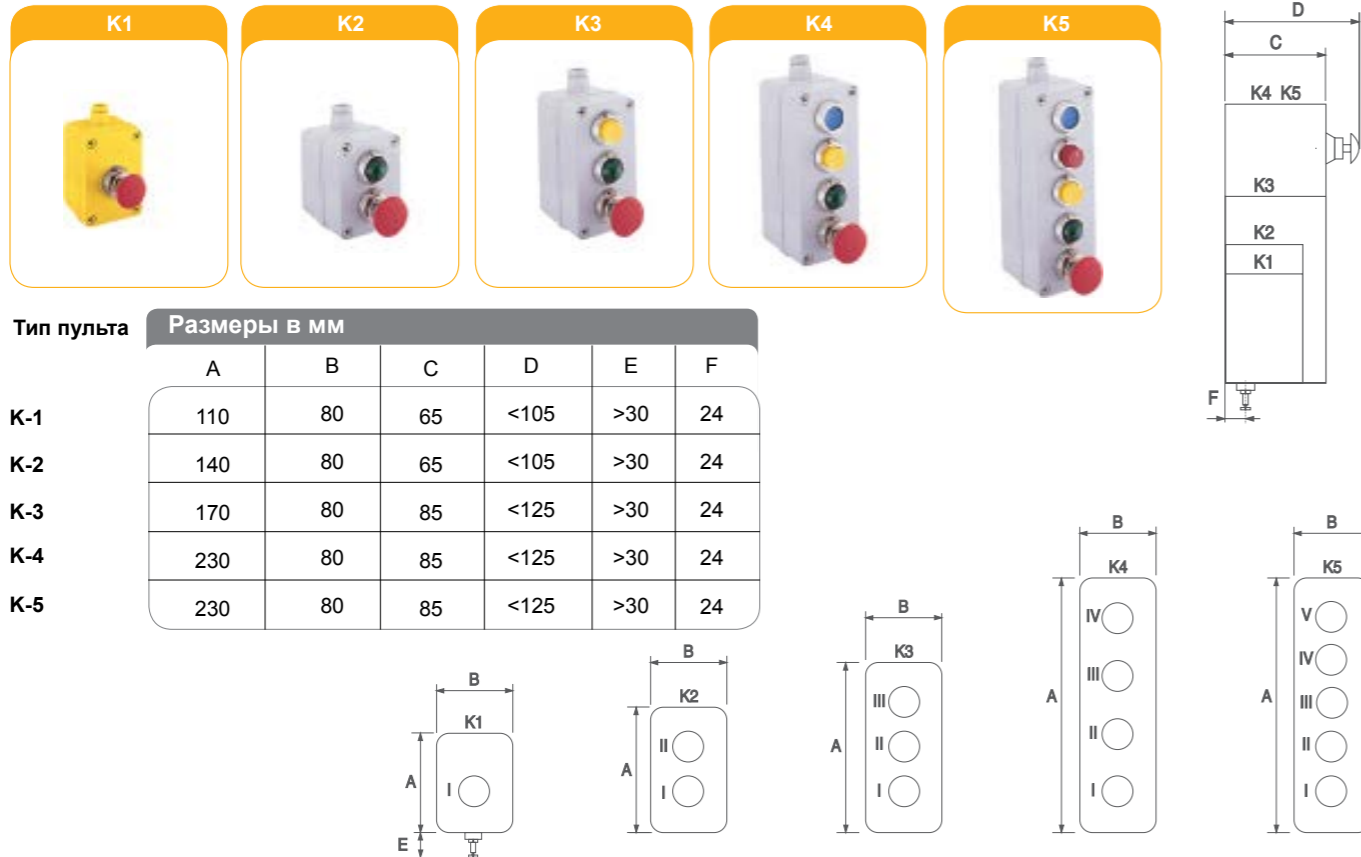 K1 K2 K3 K4 K5
D
C
K4 K5
K3
K2
K1
F
Тип пульта Размеры в мм
A B C D E F
K-1 110 80 65 <105 >30 24
K-2 140 80 65 <105 >30 24
K-3 170 80 85 <125 >30 24
K-4 230 80 85 <125 >30 24
K-5 230 80 85 <125 >30 24
B
K1
A
I
E
B
K2
A
II
I
B
K3
A
III
II
I
B
K4
A
IV
III
II
I
B
K5
A
V
IV
III
II
I